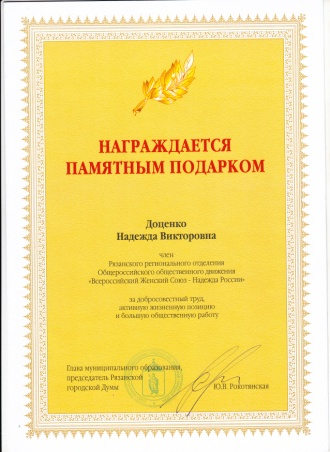 НАГРАЖДАЕТСЯ
ПАМЯТНЫМ ПОДАРКОМ
Доценко
Надежда Викторовна
член
Рязанского регионального отделения
Общероссийского общественного движения
«Всероссийский Женский Союз - Надежда России»
за добросовестный труд,
активную жизненную позицию
и большую общественную работу
Глава муниципального образования,
председатель Рязанской
городской Думы
Ю.В. Рокотянская